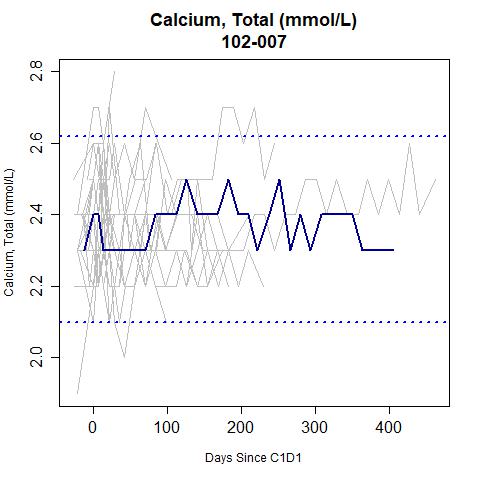 Calcium, Total (mmol/L)
102-007
Calcium, Total (mmol/L)
2.8
2.6
2.4
2.2
2.0
0 100 200 300 400
Days Since C1D1